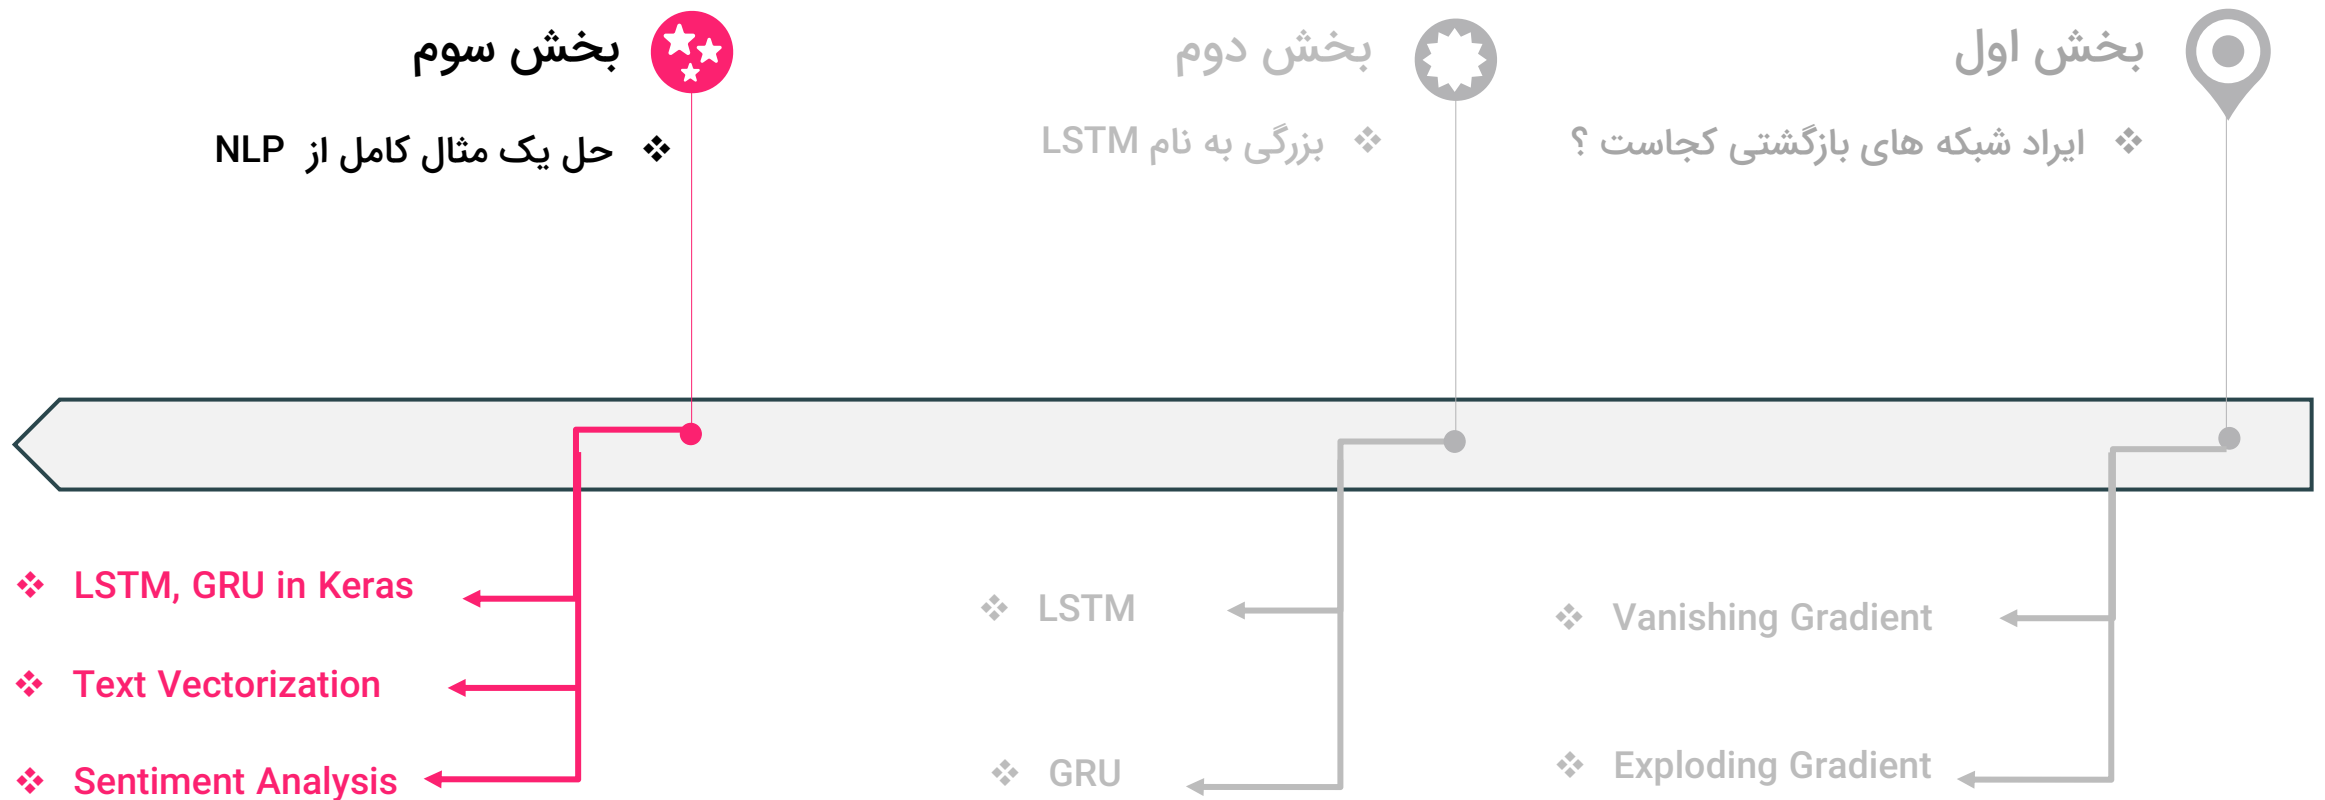 بخش اول
❖ ایراد شبکه های بازگشتی کجاست ؟
❖ Vanishing Gradient
❖ Exploding Gradient
بخش دوم
❖ بزرگی به نام LSTM
❖ LSTM
❖ GRU
بخش سوم
❖ حل یک مثال کامل از NLP
❖ LSTM, GRU in Keras
❖ Text Vectorization
❖ Sentiment Analysis